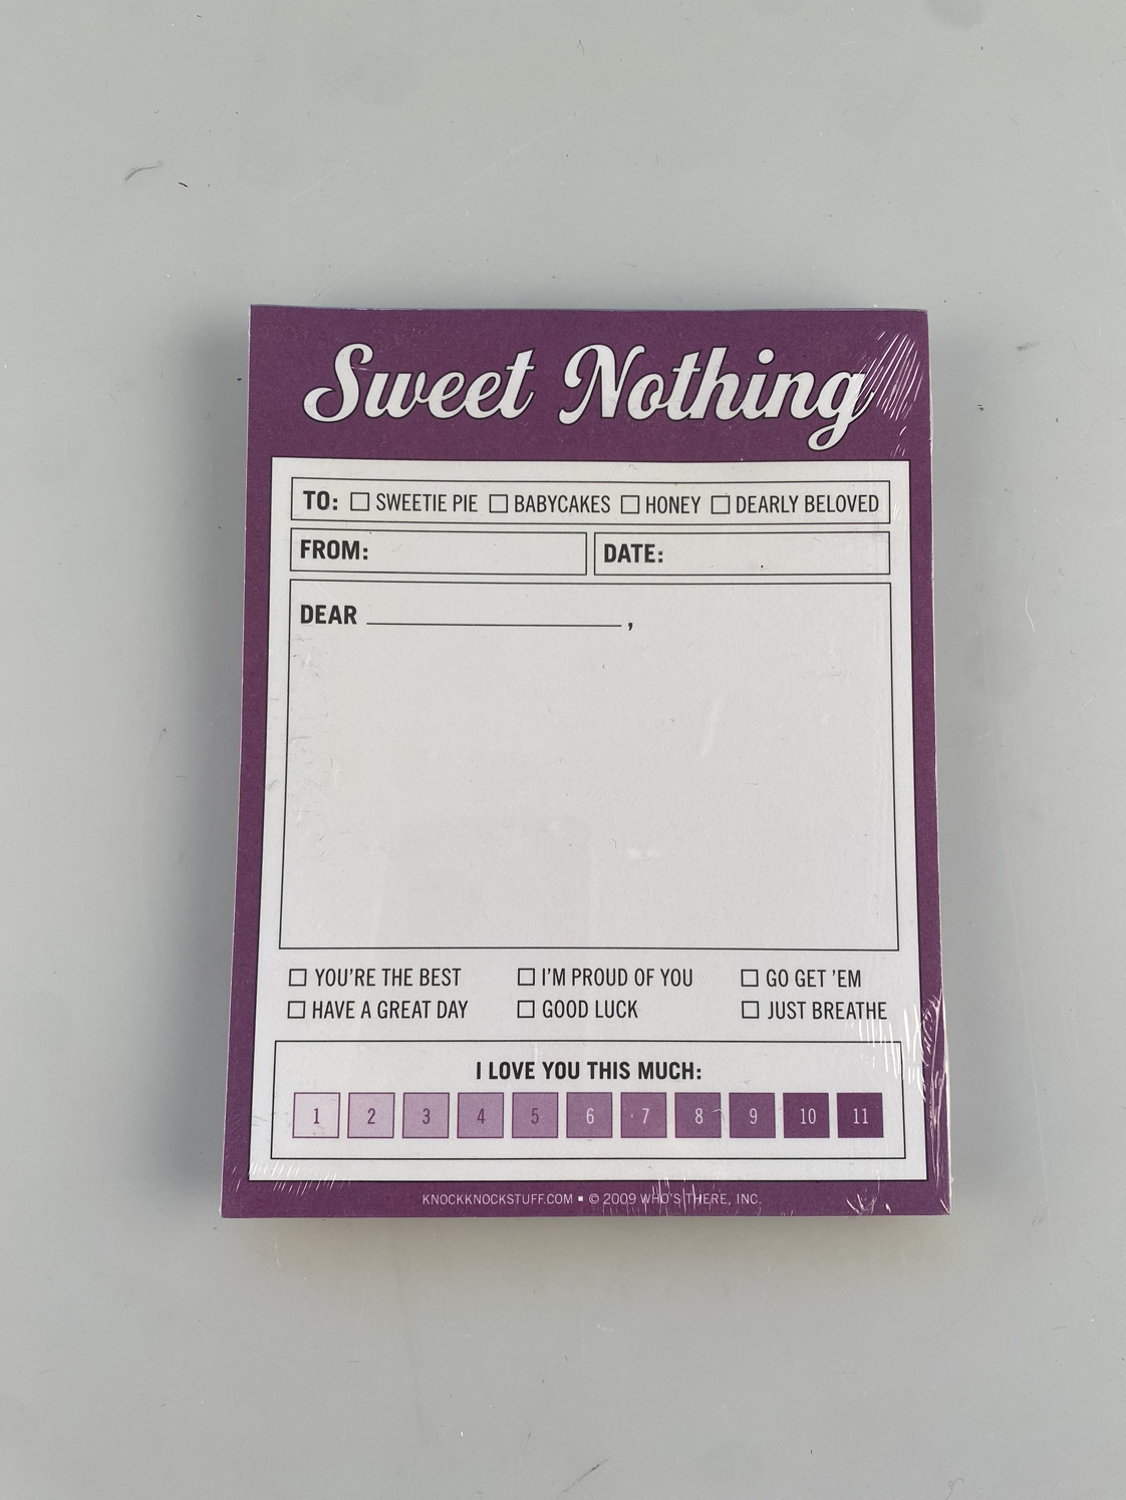 Sweet Nothing
TO: ☐ SWEETIE PIE ☐ BABYCAKES ☐ HONEY ☐ DEARLY BELOVED
FROM: DATE:
DEAR ____________________,
☐ YOU'RE THE BEST ☐ I'M PROUD OF YOU ☐ GO GET 'EM
☐ HAVE A GREAT DAY ☐ GOOD LUCK ☐ JUST BREATHE
I LOVE YOU THIS MUCH:
1 2 3 4 5 6 7 8 9 10 11
KNOCKKNOCKSTUFF.COM ▪ © 2009 WHO'S THERE, INC.